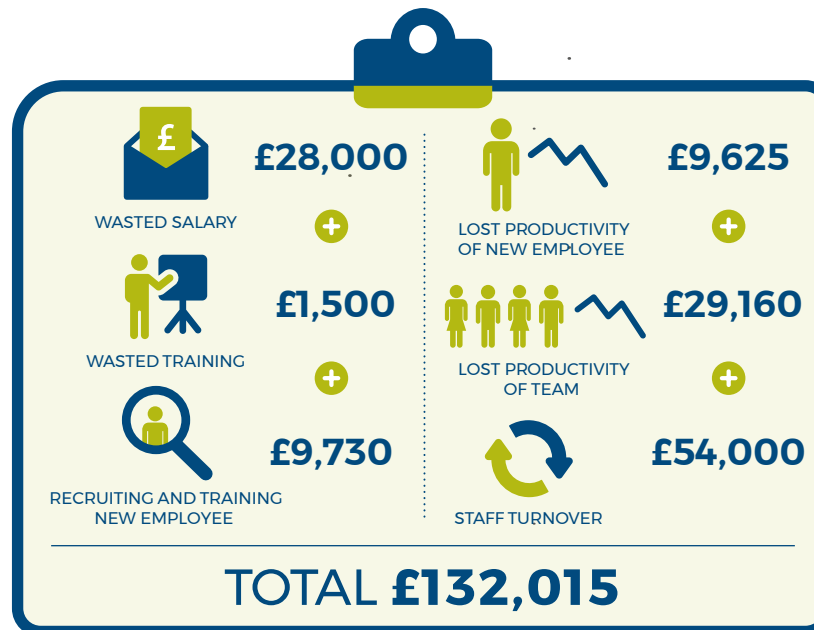 £
£28,000
WASTED SALARY
+
£1,500
WASTED TRAINING
+
£9,730
RECRUITING AND TRAINING
NEW EMPLOYEE
£9,625
LOST PRODUCTIVITY
OF NEW EMPLOYEE
+
£29,160
LOST PRODUCTIVITY
OF TEAM
+
£54,000
STAFF TURNOVER
TOTAL £132,015